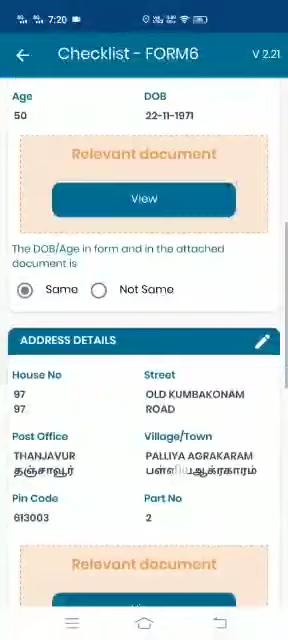 7:20
Checklist - FORM6
V 2.21
Age
DOB
50
22-11-1971
Relevant document
View
The DOB/Age in form and in the attached
document is
Same
Not Same
ADDRESS DETAILS
House No
Street
97
OLD KUMBAKONAM
97
ROAD
Post Office
Village/Town
THANJAVUR
PALLIYA AGRAKARAM
தஞ்சாவூர்
Pin Code
Part No
613003
2
Relevant document